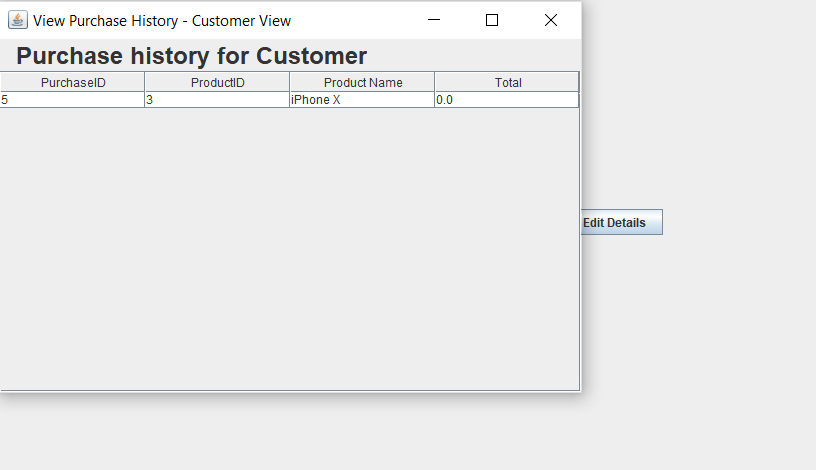 View Purchase History - Customer View
Purchase history for Customer
PurchaseID ProductID Product Name Total
5 3 iPhone X 0.0
Edit Details